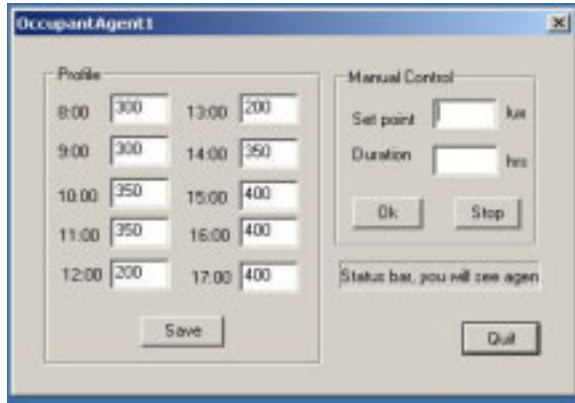 OccupantAgent1
Profile
8:00 300 13:00 200
9:00 300 14:00 350
10:00 350 15:00 400
11:00 350 16:00 400
12:00 200 17:00 400
Save
Manual Control
Set point lux
Duration hrs
Ok Stop
Status bar, you will see agen
Quit